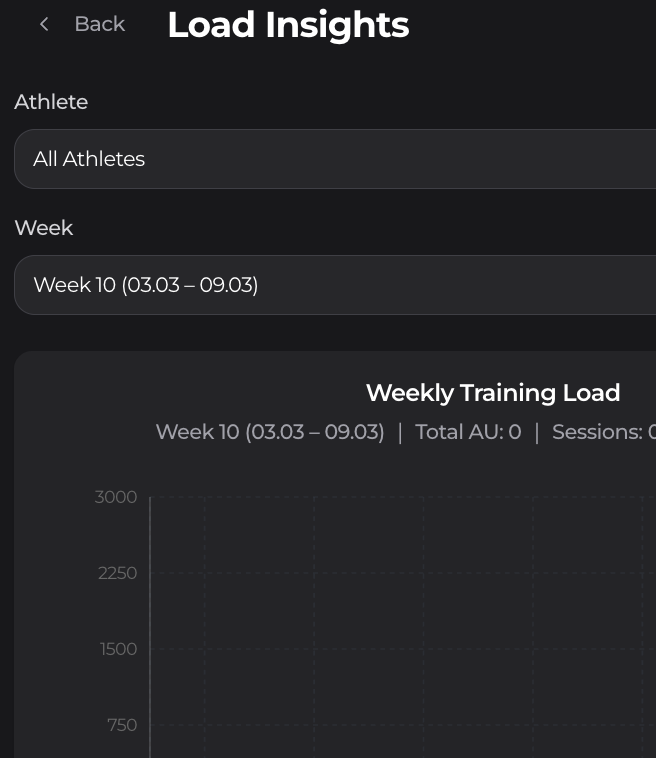 Back
Load Insights
Athlete
All Athletes
Week
Week 10 (03.03 – 09.03)
Weekly Training Load
Week 10 (03.03 – 09.03) | Total AU: 0 | Sessions: 0
3000
2250
1500
750